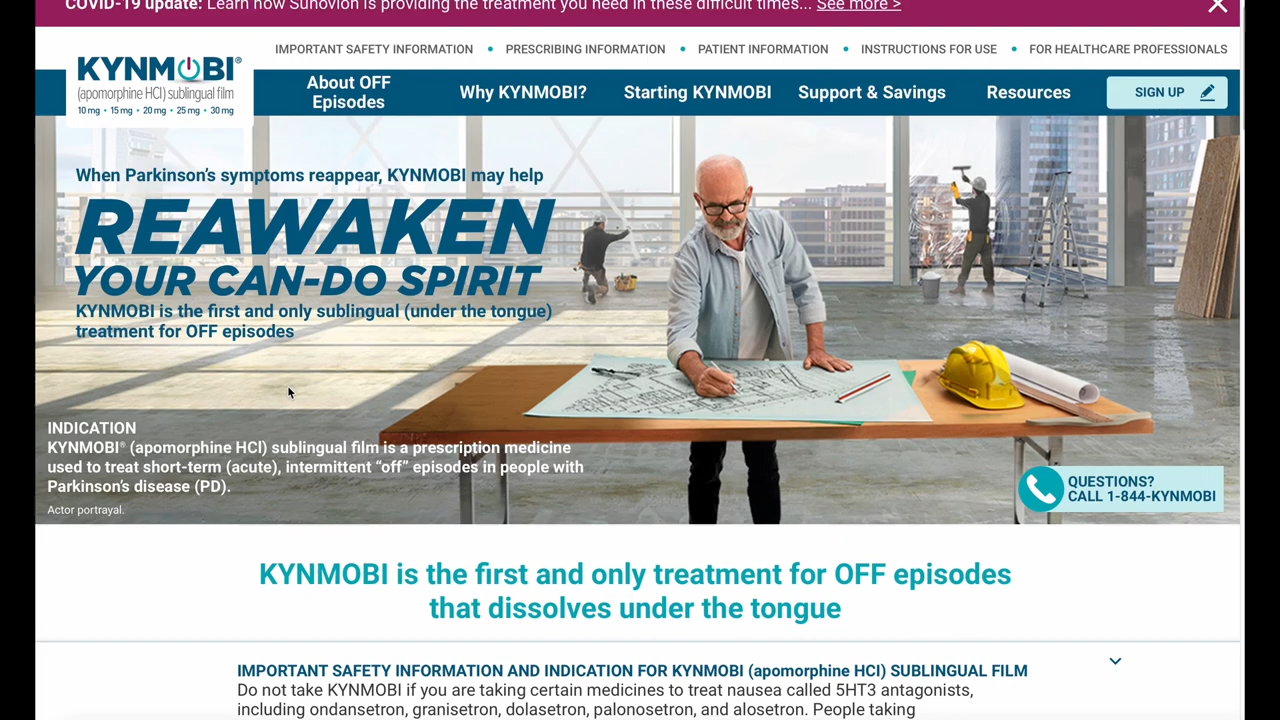 COVID-19 update: Learn how Sunovion is providing the treatment you need in these difficult times... See more >
IMPORTANT SAFETY INFORMATION • PRESCRIBING INFORMATION • PATIENT INFORMATION • INSTRUCTIONS FOR USE • FOR HEALTHCARE PROFESSIONALS
KYNMOBI®
(apomorphine HCI) sublingual film
10 mg • 15 mg • 20 mg • 25 mg • 30 mg
About OFF
Episodes
Why KYNMOBI?
Starting KYNMOBI
Support & Savings
Resources
SIGN UP
When Parkinson's symptoms reappear, KYNMOBI may help
REAWAKEN
YOUR CAN-DO SPIRIT
KYNMOBI is the first and only sublingual (under the tongue)
treatment for OFF episodes
INDICATION
KYNMOBI® (apomorphine HCI) sublingual film is a prescription medicine
used to treat short-term (acute), intermittent “off” episodes in people with
Parkinson's disease (PD).
Actor portrayal.
QUESTIONS?
CALL 1-844-KYNMOBI
KYNMOBI is the first and only treatment for OFF episodes
that dissolves under the tongue
IMPORTANT SAFETY INFORMATION AND INDICATION FOR KYNMOBI (apomorphine HCI) SUBLINGUAL FILM
Do not take KYNMOBI if you are taking certain medicines to treat nausea called 5HT3 antagonists,
including ondansetron, granisetron, dolasetron, palonosetron, and alosetron. People taking